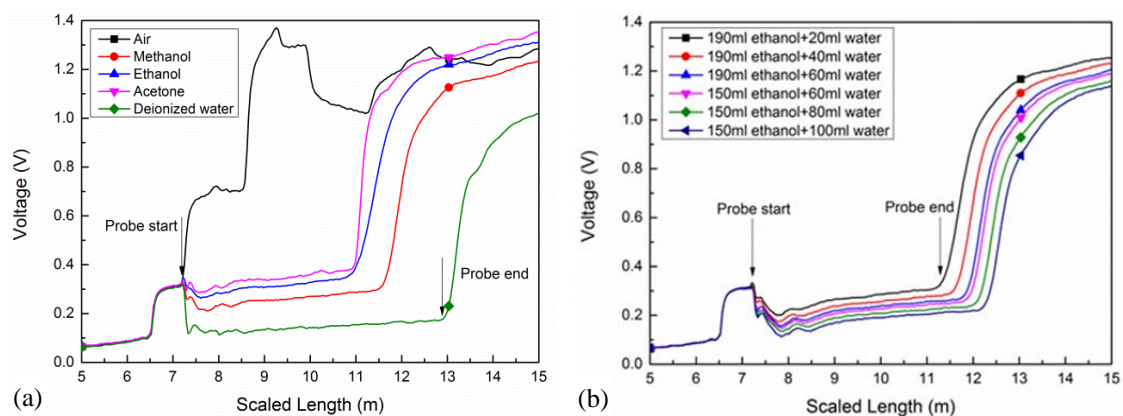 1.4
1.2
1.0
0.8
0.6
0.4
0.2
0.0
Voltage (V)
Air
Methanol
Ethanol
Acetone
Deionized water
Probe start
Probe end
5 6 7 8 9 10 11 12 13 14 15
Scaled Length (m)
(a)
1.4
1.2
1.0
0.8
0.6
0.4
0.2
0.0
Voltage (V)
190ml ethanol+20ml water
190ml ethanol+40ml water
190ml ethanol+60ml water
150ml ethanol+60ml water
150ml ethanol+80ml water
150ml ethanol+100ml water
Probe start
Probe end
5 6 7 8 9 10 11 12 13 14 15
Scaled Length (m)
(b)